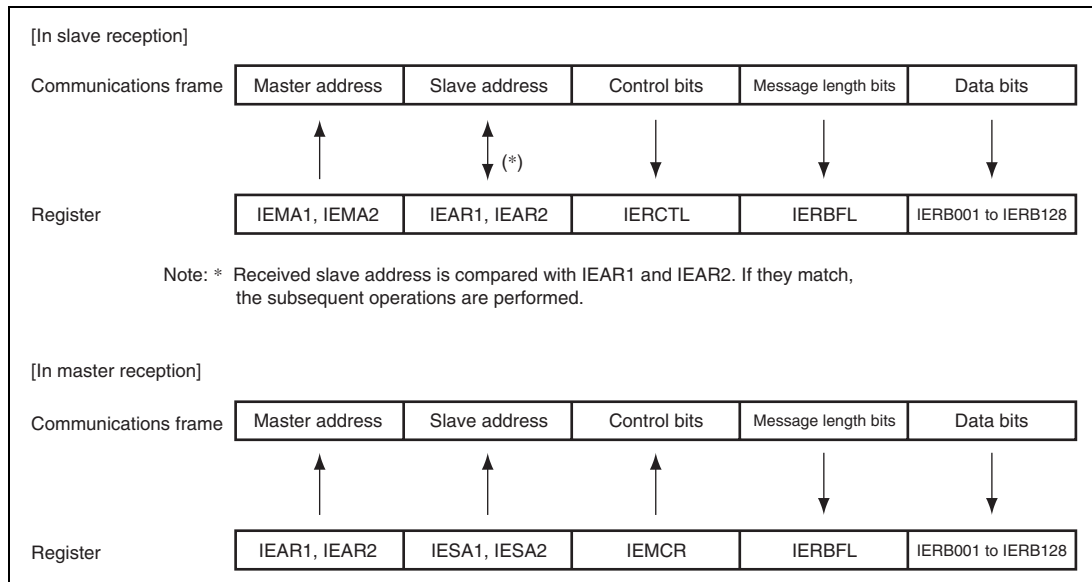 [In slave reception]
Communications frame Master address Slave address Control bits Message length bits Data bits
(*)
Register IEMA1, IEMA2 IEAR1, IEAR2 IERCTL IERBFL IERB001 to IERB128
Note: * Received slave address is compared with IEAR1 and IEAR2. If they match,
the subsequent operations are performed.
[In master reception]
Communications frame Master address Slave address Control bits Message length bits Data bits
Register IEAR1, IEAR2 IESA1, IESA2 IEMCR IERBFL IERB001 to IERB128